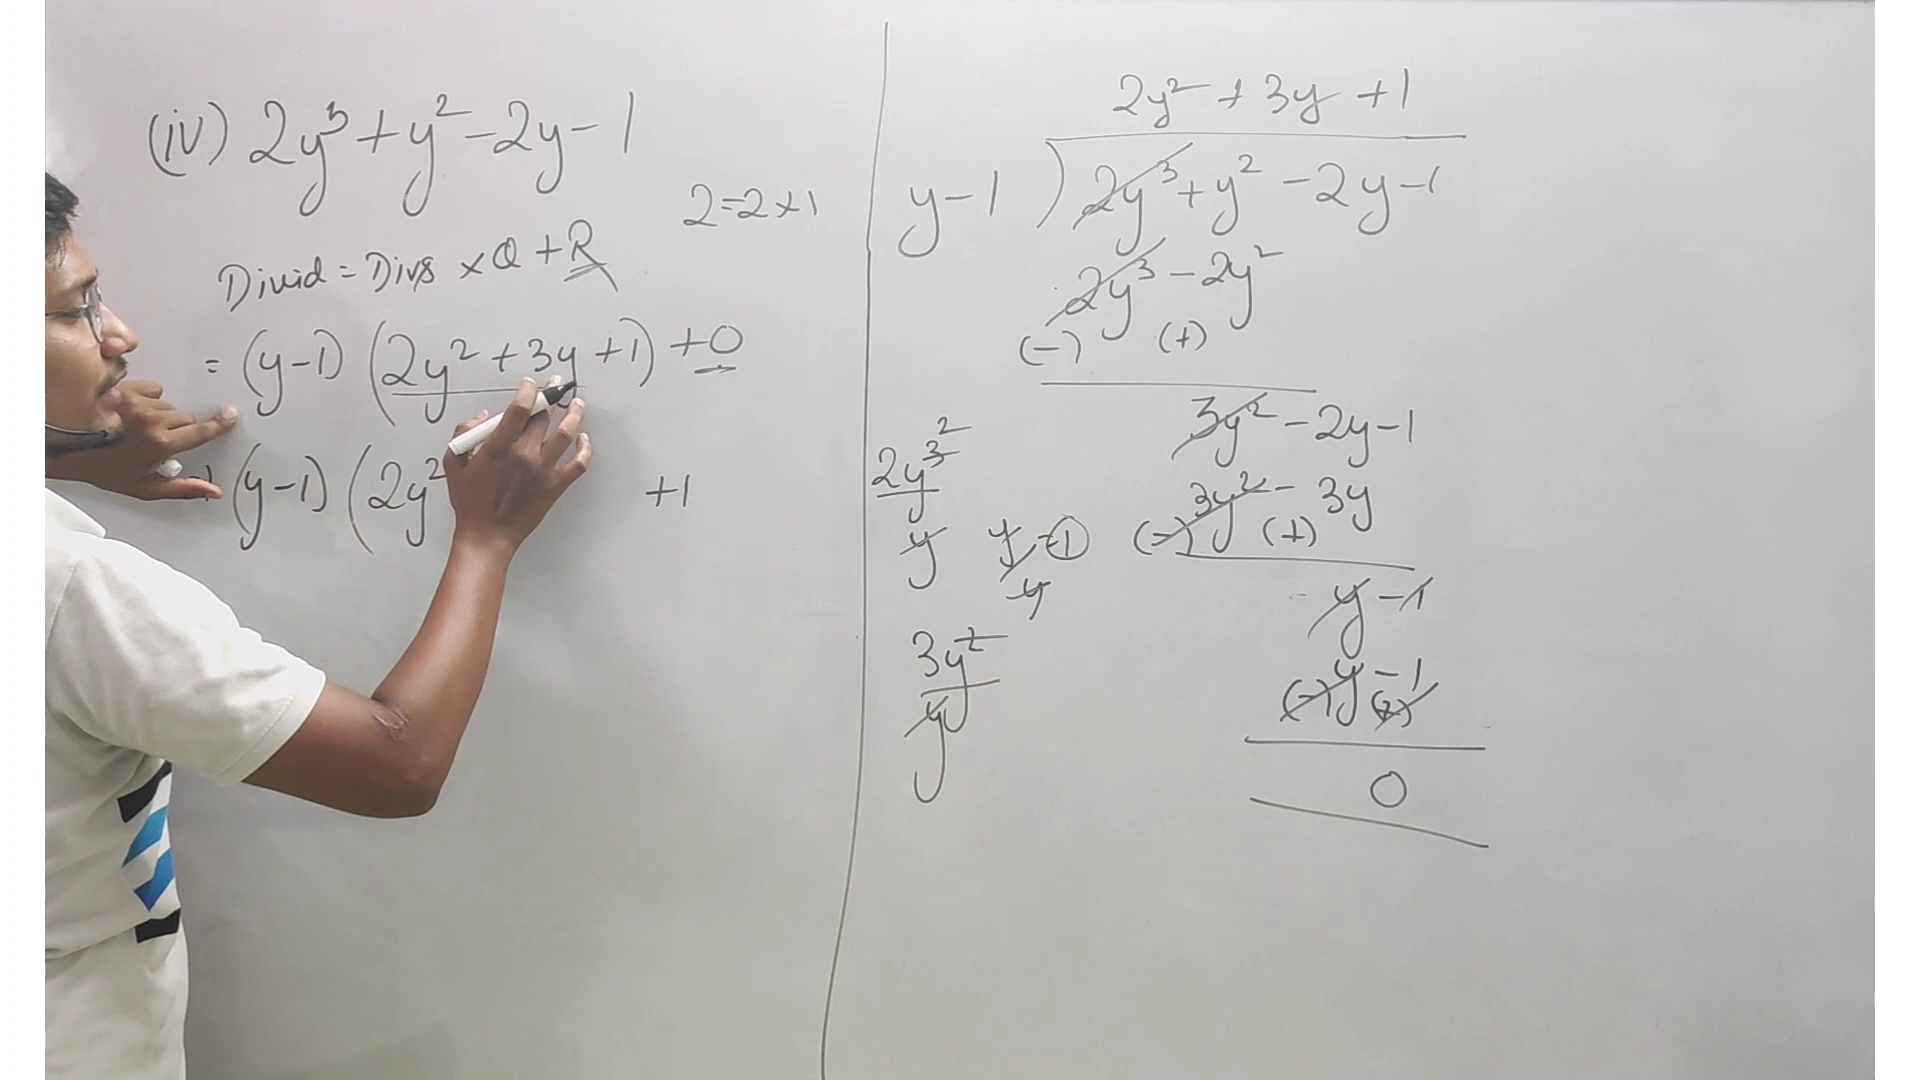 (iv) 2y³ + y² - 2y - 1
2 = 2 × 1
Divid = Divs × Q + R
= (y-1) (2y² + 3y + 1) + 0
(y-1) (2y² +1
2y² + 3y + 1
y-1 ) 2y³ + y² - 2y - 1
2y³ - 2y²
(-) (+)
3y² - 2y - 1
3y² - 3y
(-) (+)
y - 1
y - 1
(-) (+)
0
2y³ 2
y
3y²
y